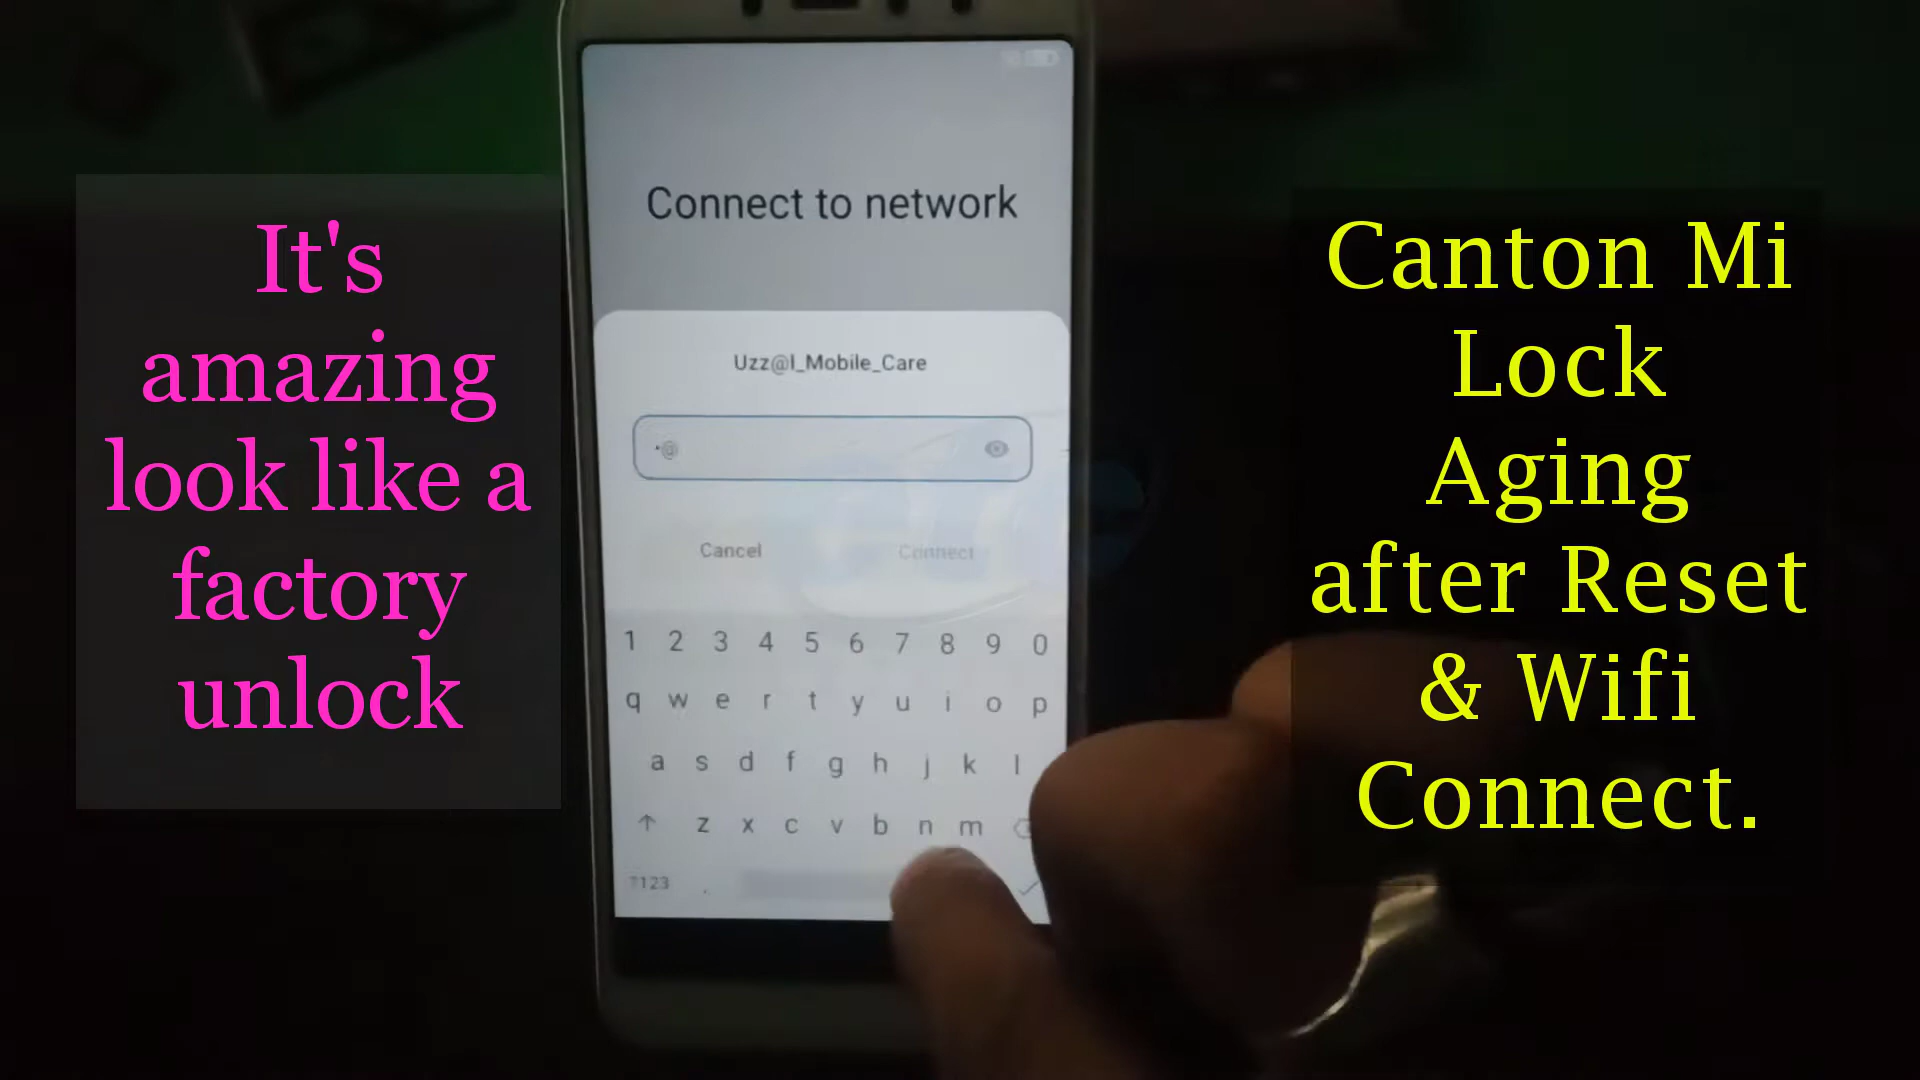 It's
amazing
look like a
factory
unlock
Connect to network
Uzz@l_Mobile_Care
•@
Cancel
Connect
1 2 3 4 5 6 7 8 9 0
q w e r t y u i o p
a s d f g h j k l
z x c v b n m
?123 .
Canton Mi
Lock
Aging
after Reset
& Wifi
Connect.